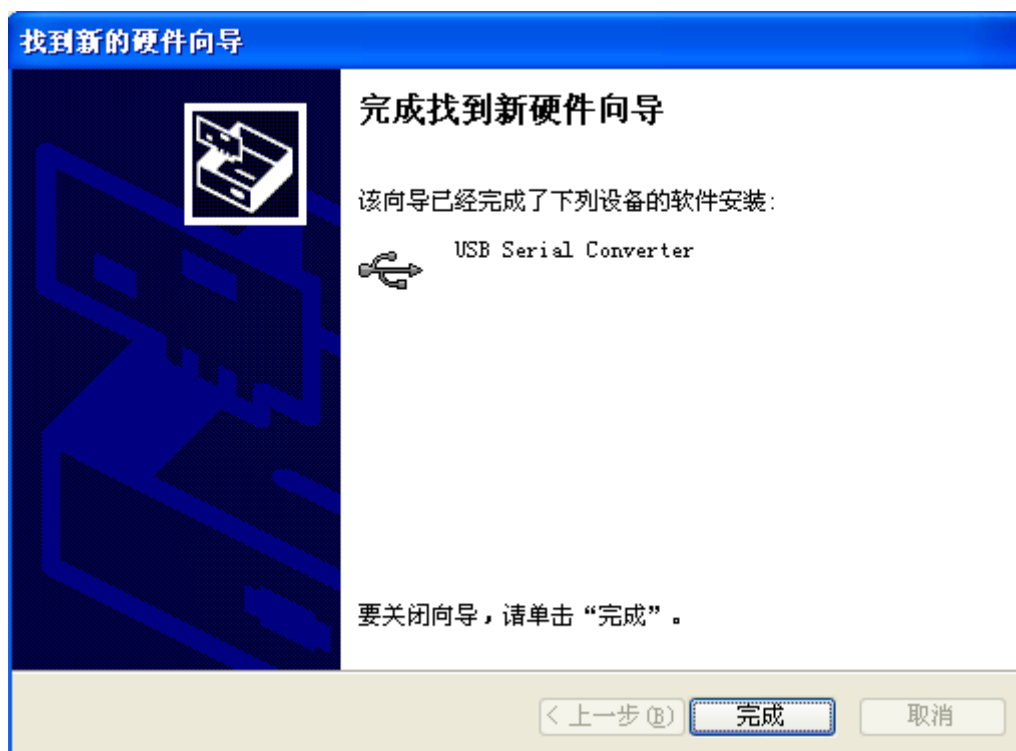 找到新的硬件向导
完成找到新硬件向导
该向导已经完成了下列设备的软件安装:
USB Serial Converter
要关闭向导，请单击“完成”。
< 上一步(B)
完成
取消